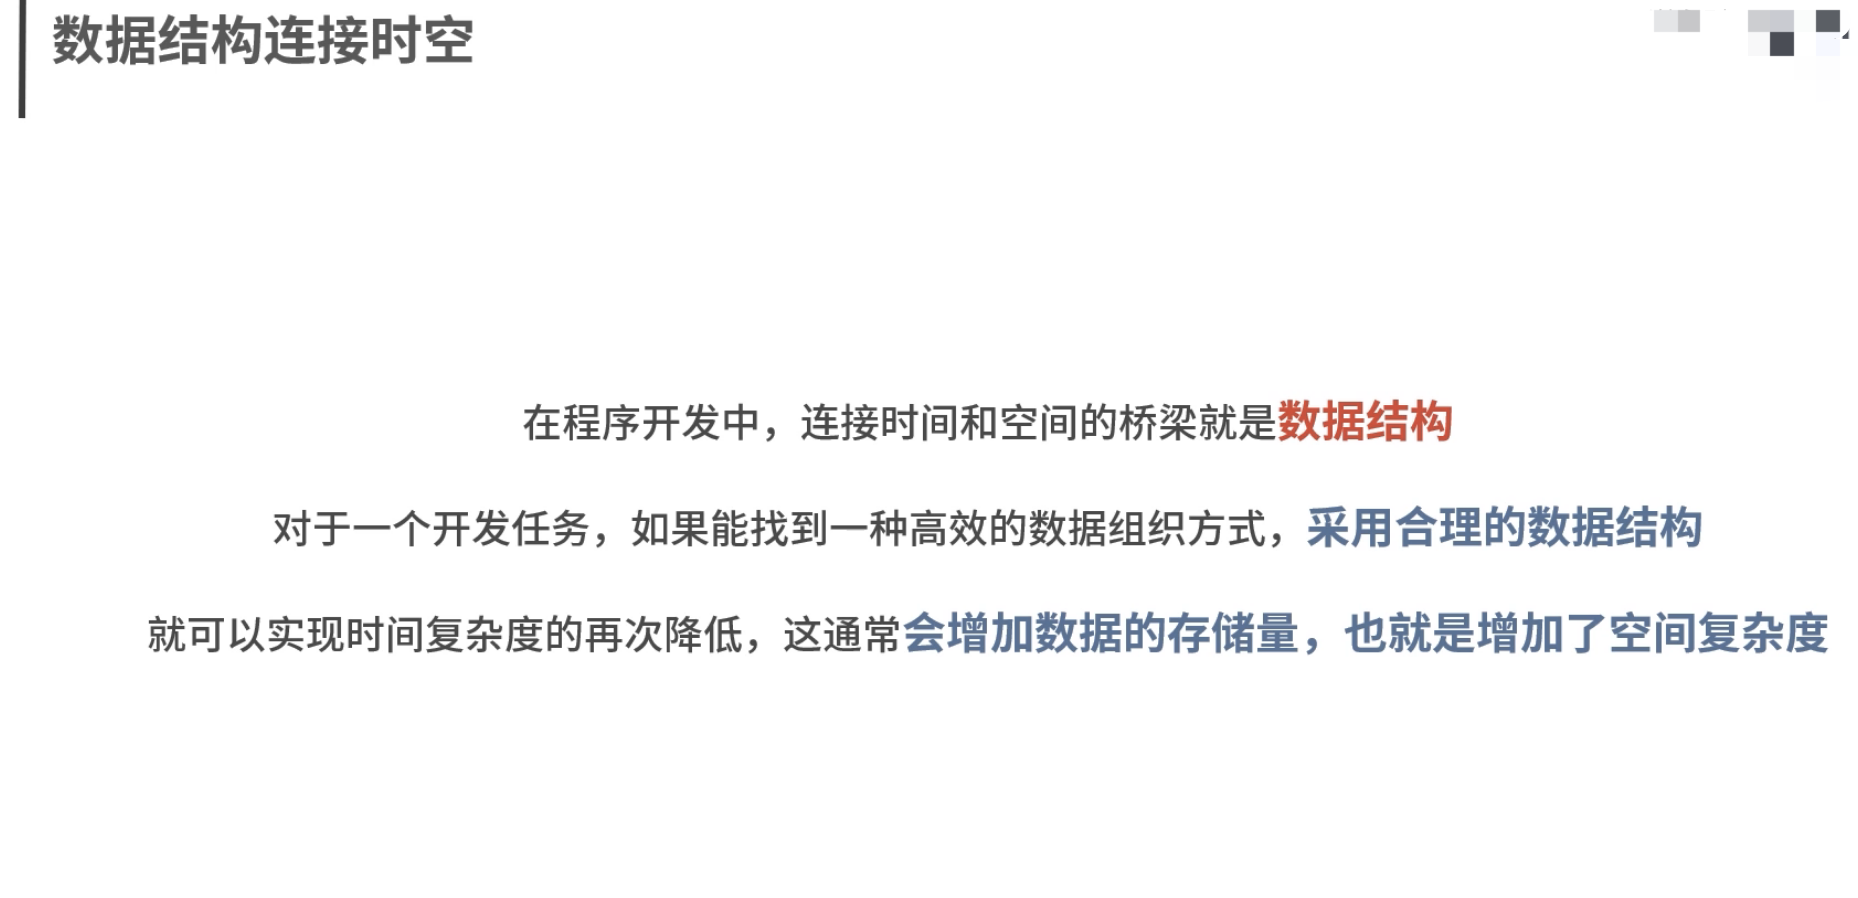 数据结构连接时空
在程序开发中，连接时间和空间的桥梁就是数据结构
对于一个开发任务，如果能找到一种高效的数据组织方式，采用合理的数据结构
就可以实现时间复杂度的再次降低，这通常会增加数据的存储量，也就是增加了空间复杂度